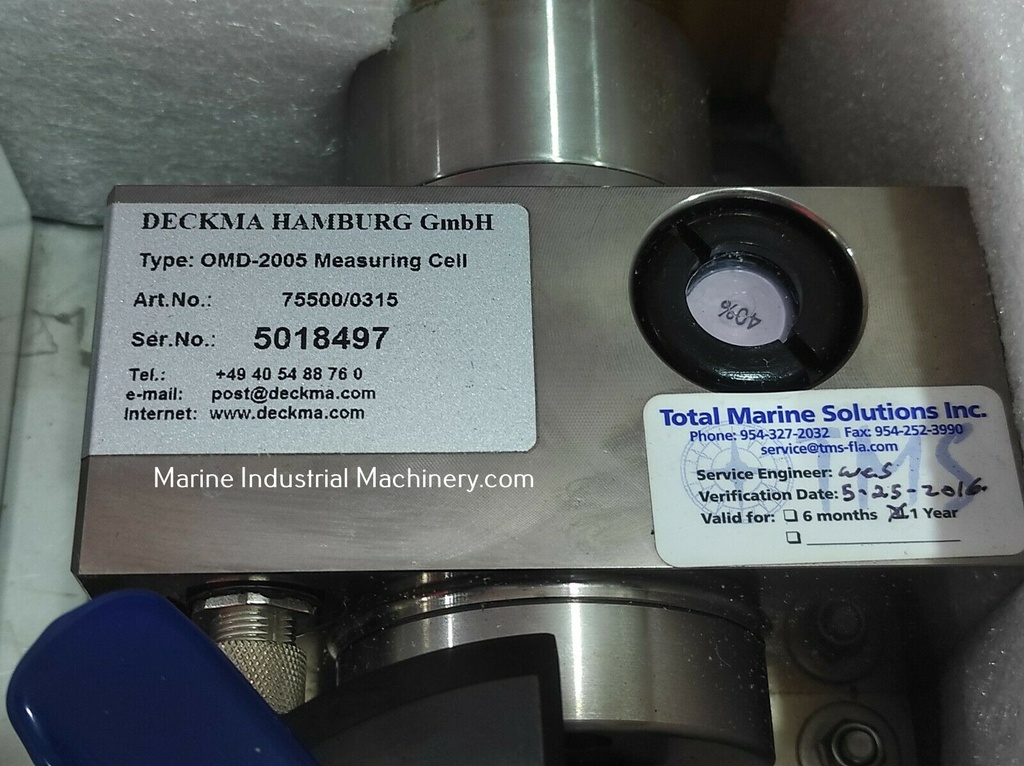 DECKMA HAMBURG GmbH
Type: OMD-2005 Measuring Cell
Art.No.: 75500/0315
Ser.No.: 5018497
Tel.: +49 40 54 88 76 0
e-mail: post@deckma.com
Internet: www.deckma.com
40%
Total Marine Solutions Inc.
Phone: 954-327-2032 Fax: 954-252-3990
service@tms-fla.com
TMS
Service Engineer: wes
Verification Date: 5-25-2016
Valid for: ☐ 6 months ☒ 1 Year
☐
Marine Industrial Machinery.com